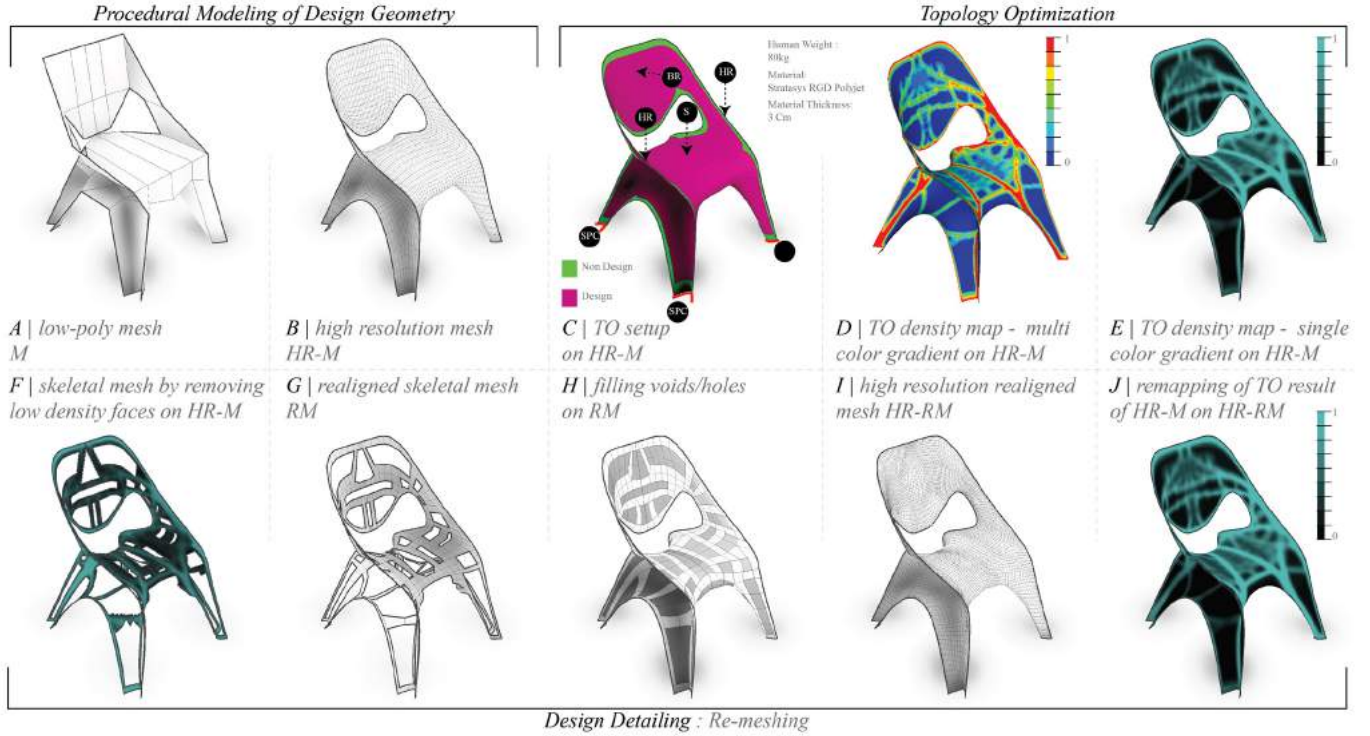 Procedural Modeling of Design Geometry
Topology Optimization
BR
HR
HR
S
Human Weight :
80kg
Material:
Stratasys RGD Polyjet
Material Thickness:
3 Cm
1
0
1
0
SPC
SPC
Non Design
Design
A | low-poly mesh
M
B | high resolution mesh
HR-M
C | TO setup
on HR-M
D | TO density map - multi
color gradient on HR-M
E | TO density map - single
color gradient on HR-M
F | skeletal mesh by removing
low density faces on HR-M
G | realigned skeletal mesh
RM
H | filling voids/holes
on RM
I | high resolution realigned
mesh HR-RM
J | remapping of TO result
of HR-M on HR-RM
1
0
Design Detailing : Re-meshing